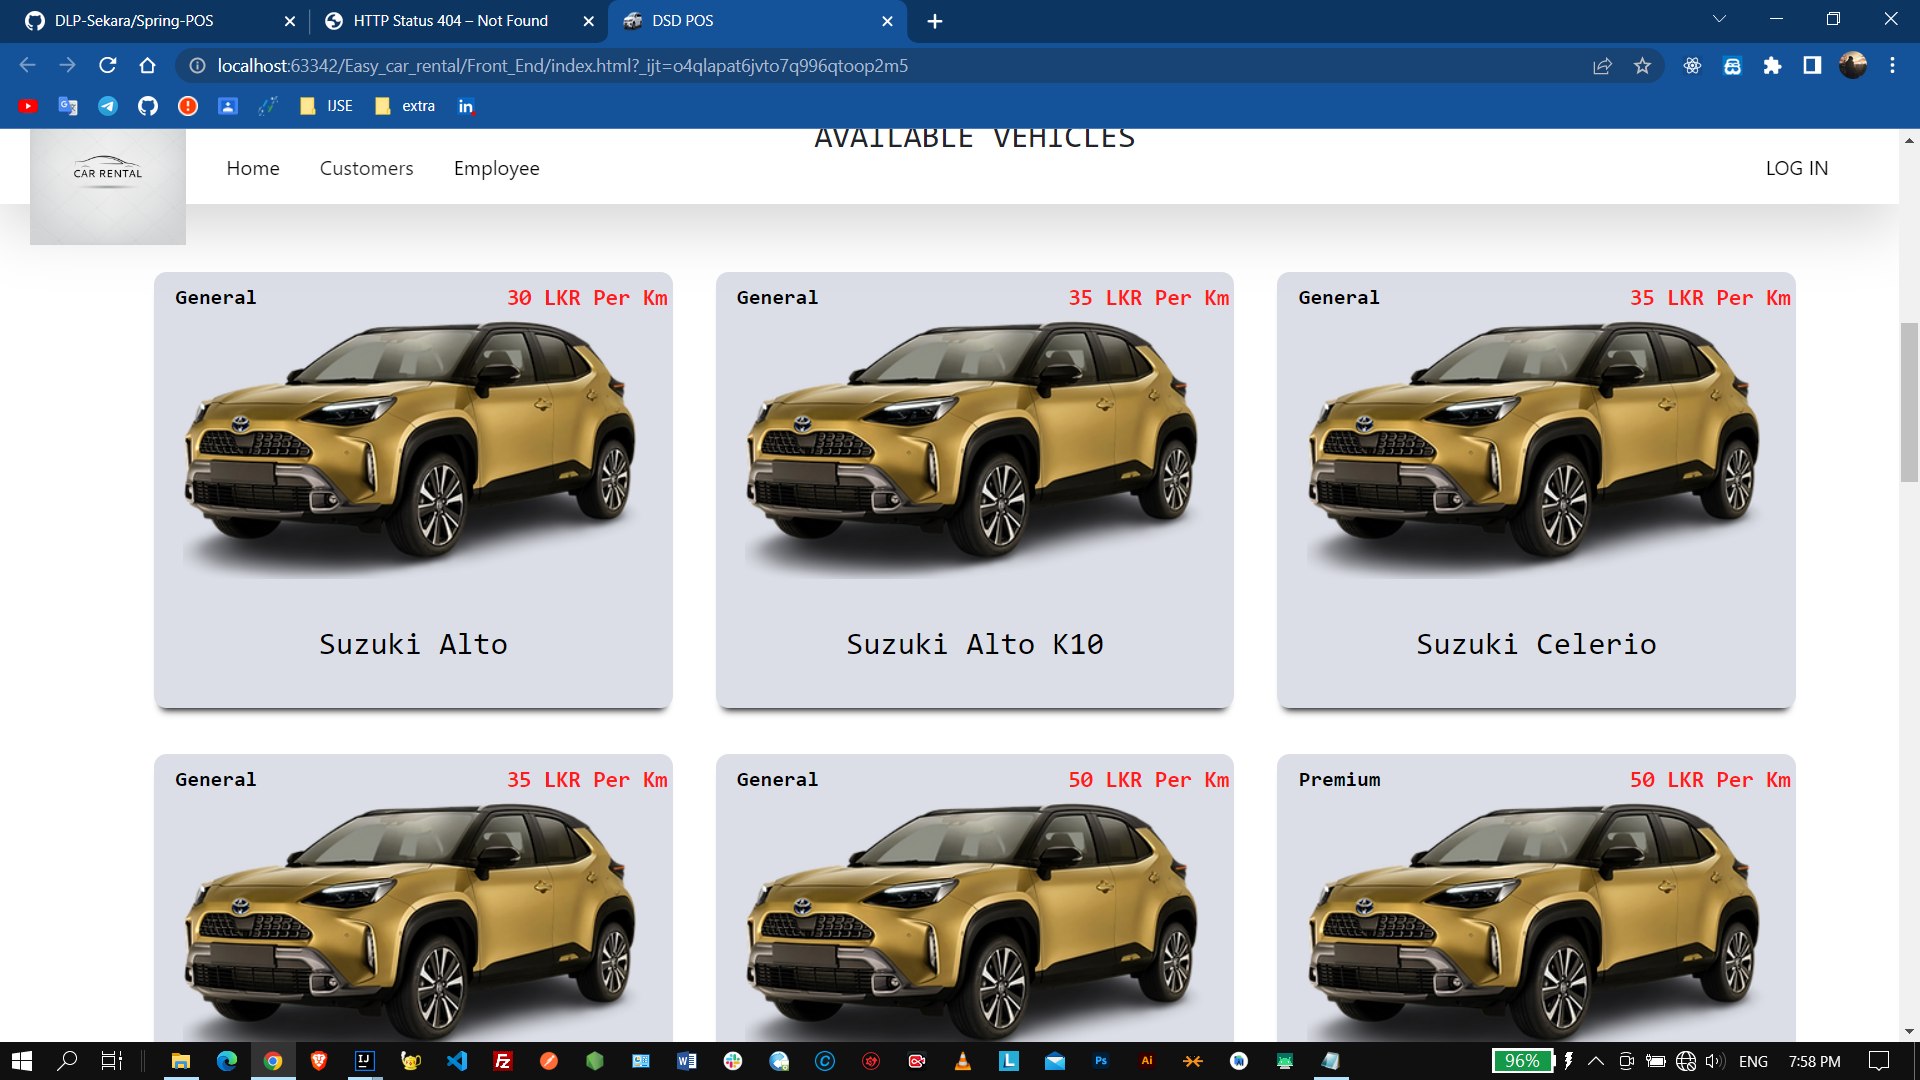 DLP-Sekara/Spring-POS
HTTP Status 404 – Not Found
DSD POS
localhost:63342/Easy_car_rental/Front_End/index.html?_ijt=o4qlapat6jvto7q996qtoop2m5
IJSE
extra
in
AVAILABLE VEHICLES
CAR RENTAL
Home
Customers
Employee
LOG IN
General
30 LKR Per Km
Suzuki Alto
General
35 LKR Per Km
Suzuki Alto K10
General
35 LKR Per Km
Suzuki Celerio
General
35 LKR Per Km
General
50 LKR Per Km
Premium
50 LKR Per Km
96%
ENG
7:58 PM